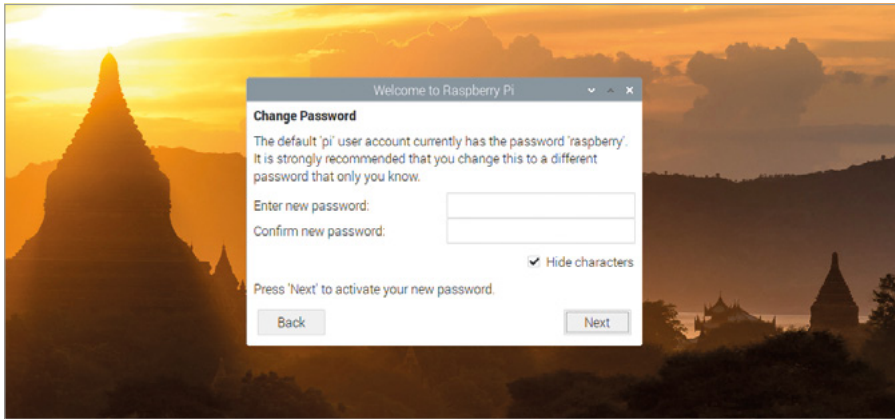 Welcome to Raspberry Pi
Change Password
The default 'pi' user account currently has the password 'raspberry'.
It is strongly recommended that you change this to a different
password that only you know.
Enter new password:
Confirm new password:
Hide characters
Press 'Next' to activate your new password.
Back Next